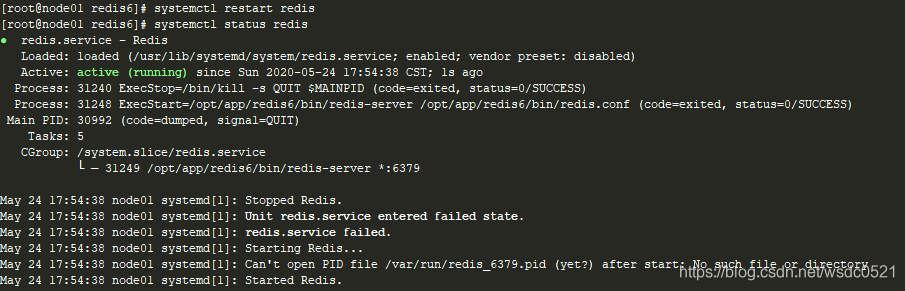 [root@node01 redis6]# systemctl restart redis
[root@node01 redis6]# systemctl status redis
● redis.service - Redis
Loaded: loaded (/usr/lib/systemd/system/redis.service; enabled; vendor preset: disabled)
Active: active (running) since Sun 2020-05-24 17:54:38 CST; 1s ago
Process: 31240 ExecStop=/bin/kill -s QUIT $MAINPID (code=exited, status=0/SUCCESS)
Process: 31248 ExecStart=/opt/app/redis6/bin/redis-server /opt/app/redis6/bin/redis.conf (code=exited, status=0/SUCCESS)
Main PID: 30992 (code=dumped, signal=QUIT)
Tasks: 5
CGroup: /system.slice/redis.service
└─ 31249 /opt/app/redis6/bin/redis-server *:6379
May 24 17:54:38 node01 systemd[1]: Stopped Redis.
May 24 17:54:38 node01 systemd[1]: Unit redis.service entered failed state.
May 24 17:54:38 node01 systemd[1]: redis.service failed.
May 24 17:54:38 node01 systemd[1]: Starting Redis...
May 24 17:54:38 node01 systemd[1]: Can't open PID file /var/run/redis_6379.pid (yet?) after start: No such file or directory
May 24 17:54:38 node01 systemd[1]: Started Redis.
https://blog.csdn.net/wsdc0521